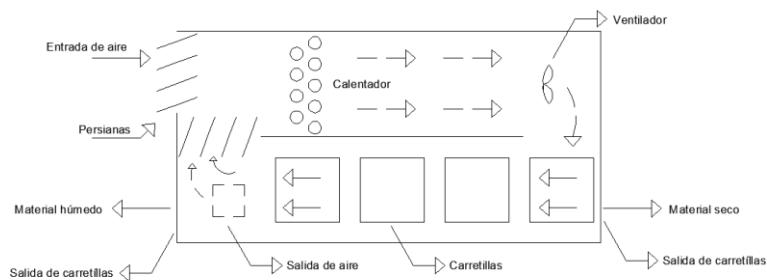 Ventilador
Entrada de aire
Calentador
Persianas
Material húmedo
Material seco
Salida de carretillas
Salida de aire
Carretillas
Salida de carretillas